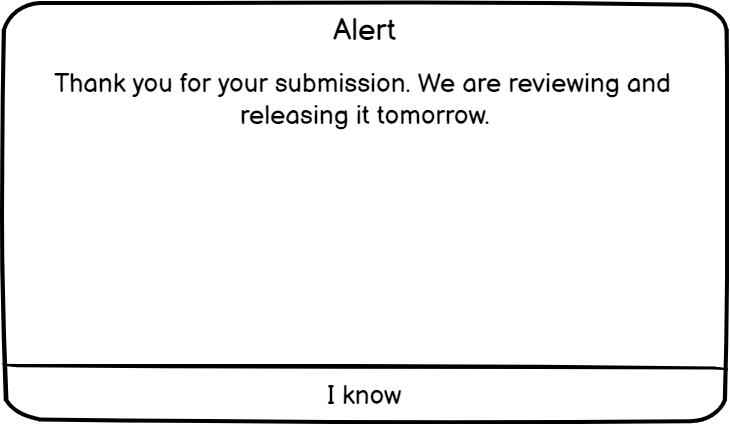 Alert
Thank you for your submission. We are reviewing and
releasing it tomorrow.
I know